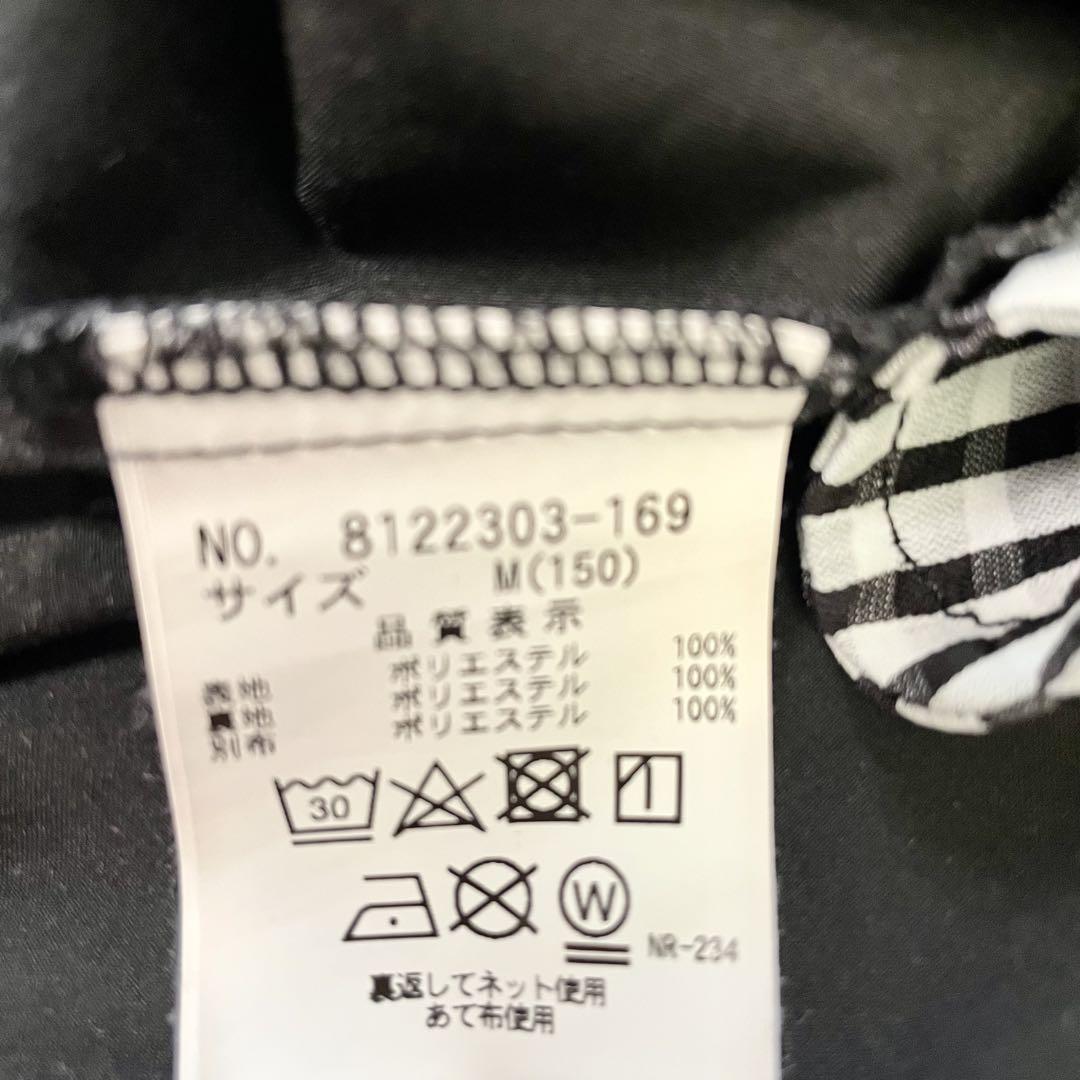 NO. 8122303-169
サイズ M(150)
品質表示
表地 ポリエステル 100%
裏地 ポリエステル 100%
別布 ポリエステル 100%
30
W
NR-234
裏返してネット使用
あて布使用